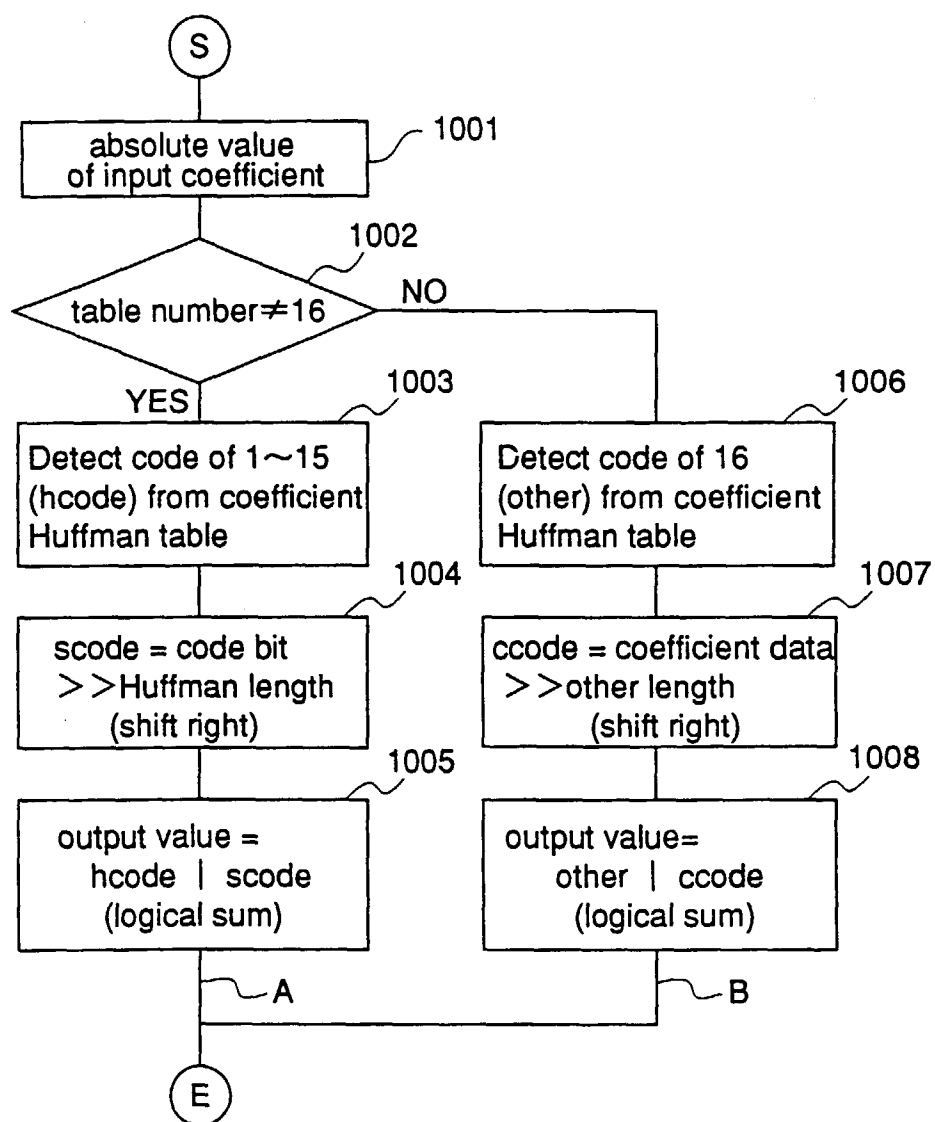 S
absolute value
of input coefficient
1001
table number≠16
1002
NO
YES
1003
Detect code of 1~15
(hcode) from coefficient
Huffman table
1006
Detect code of 16
(other) from coefficient
Huffman table
1004
scode = code bit
>>Huffman length
(shift right)
1007
ccode = coefficient data
>>other length
(shift right)
1005
output value =
hcode | scode
(logical sum)
1008
output value=
other | ccode
(logical sum)
A
B
E